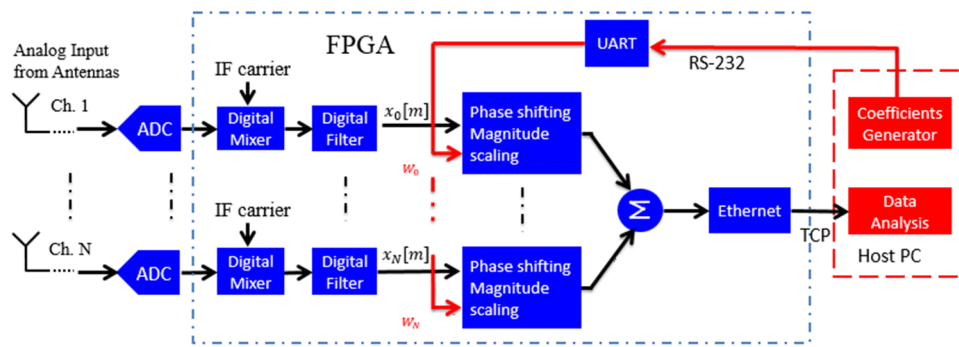 FPGA
UART
RS-232
Analog Input
from Antennas
IF carrier
Ch. 1
ADC
Digital
Mixer
Digital
Filter
x₀[m]
Phase shifting
Magnitude
scaling
w₀
Coefficients
Generator
Σ
Ethernet
TCP
Data
Analysis
Host PC
IF carrier
Ch. N
ADC
Digital
Mixer
Digital
Filter
x_N[m]
Phase shifting
Magnitude
scaling
w_N